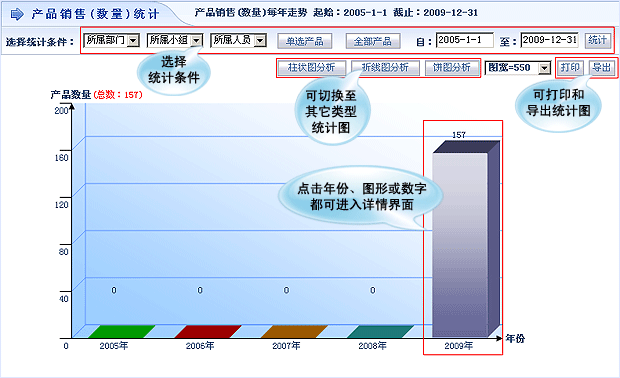 产品销售(数量)统计 产品销售(数量)每年走势 起始：2005-1-1 截止：2009-12-31
选择统计条件： 所属部门 所属小组 所属人员 单选产品 全部产品 自： 2005-1-1 至： 2009-12-31 统计
选择
统计条件
柱状图分析 折线图分析 饼图分析 图宽=550 打印 导出
可切换至
其它类型
统计图
可打印和
导出统计图
产品数量(总数：157)
200
160
120
80
40
0
157
点击年份、图形或数字
都可进入详情界面
0 0 0 0
2005年 2006年 2007年 2008年 2009年 年份